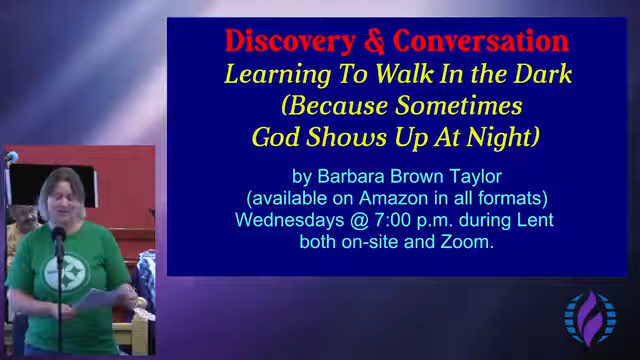 Discovery & Conversation
Learning To Walk In the Dark
(Because Sometimes
God Shows Up At Night)
by Barbara Brown Taylor
(available on Amazon in all formats)
Wednesdays @ 7:00 p.m. during Lent
both on-site and Zoom.